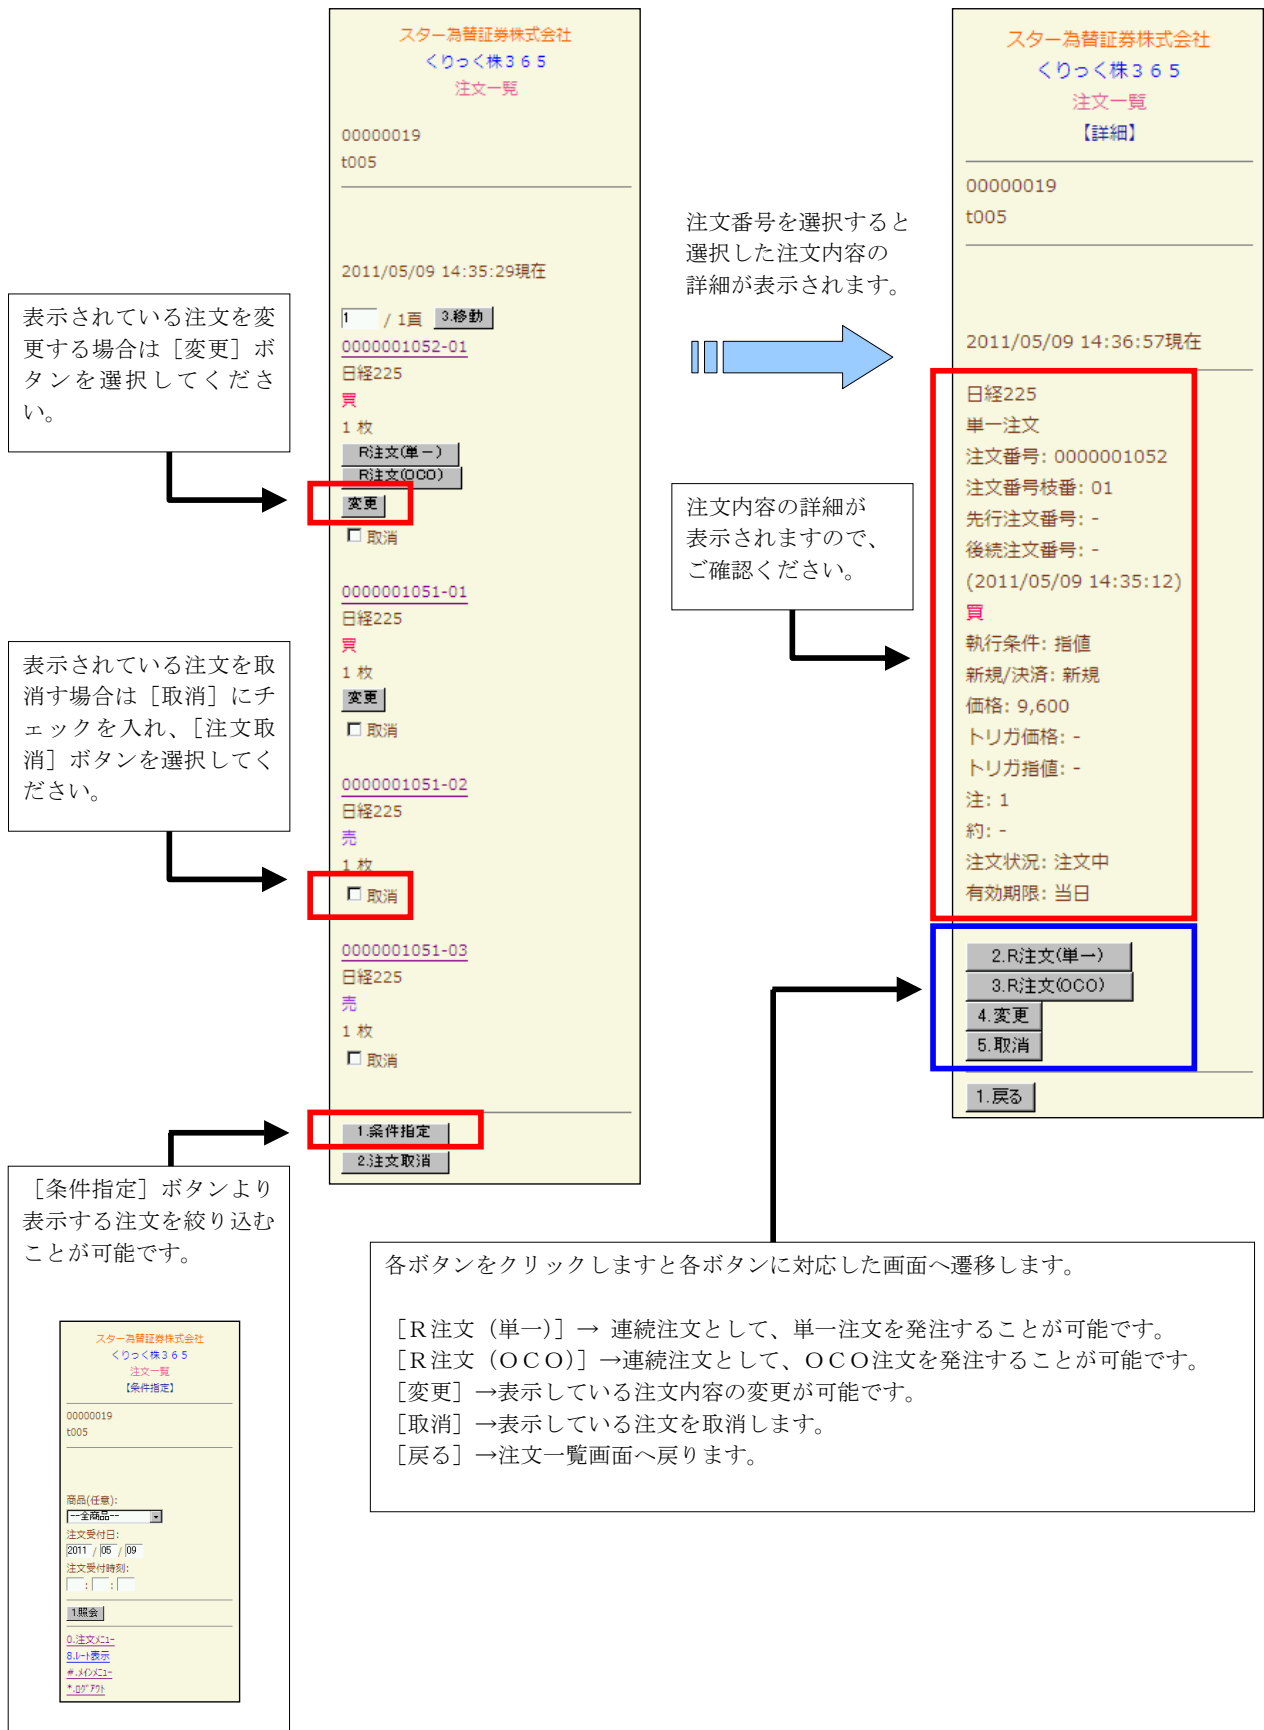 スター為替証券株式会社
くりっく株３６５
注文一覧
00000019
t005
2011/05/09 14:35:29現在
1 / 1頁 3.移動
0000001052-01
日経225
買
1 枚
R注文(単一)
R注文(OCO)
変更
取消
0000001051-01
日経225
買
1 枚
変更
取消
0000001051-02
日経225
売
1 枚
取消
0000001051-03
日経225
売
1 枚
取消
1.条件指定
2.注文取消
表示されている注文を変
更する場合は［変更］ボ
タンを選択してくださ
い。
表示されている注文を取
消す場合は［取消］にチ
ェックを入れ、［注文取
消］ボタンを選択してく
ださい。
［条件指定］ボタンより
表示する注文を絞り込む
ことが可能です。
スター為替証券株式会社
くりっく株３６５
注文一覧
【条件指定】
00000019
t005
商品(任意):
--全商品--
注文受付日:
2011 / 05 / 09
注文受付時刻:
: :
1.照会
0.注文ﾒﾆｭｰ
8.ﾚｰﾄ表示
#.ﾒｲﾝﾒﾆｭｰ
*.ﾛｸﾞｱｳﾄ
注文番号を選択すると
選択した注文内容の
詳細が表示されます。
注文内容の詳細が
表示されますので、
ご確認ください。
スター為替証券株式会社
くりっく株３６５
注文一覧
【詳細】
00000019
t005
2011/05/09 14:36:57現在
日経225
単一注文
注文番号: 0000001052
注文番号枝番: 01
先行注文番号: -
後続注文番号: -
(2011/05/09 14:35:12)
買
執行条件: 指値
新規/決済: 新規
価格: 9,600
トリガ価格: -
トリガ指値: -
注: 1
約: -
注文状況: 注文中
有効期限: 当日
2.R注文(単一)
3.R注文(OCO)
4.変更
5.取消
1.戻る
各ボタンをクリックしますと各ボタンに対応した画面へ遷移します。
［Ｒ注文（単一）］→ 連続注文として、単一注文を発注することが可能です。
［Ｒ注文（ＯＣＯ）］→連続注文として、ＯＣＯ注文を発注することが可能です。
［変更］→表示している注文内容の変更が可能です。
［取消］→表示している注文を取消します。
［戻る］→注文一覧画面へ戻ります。